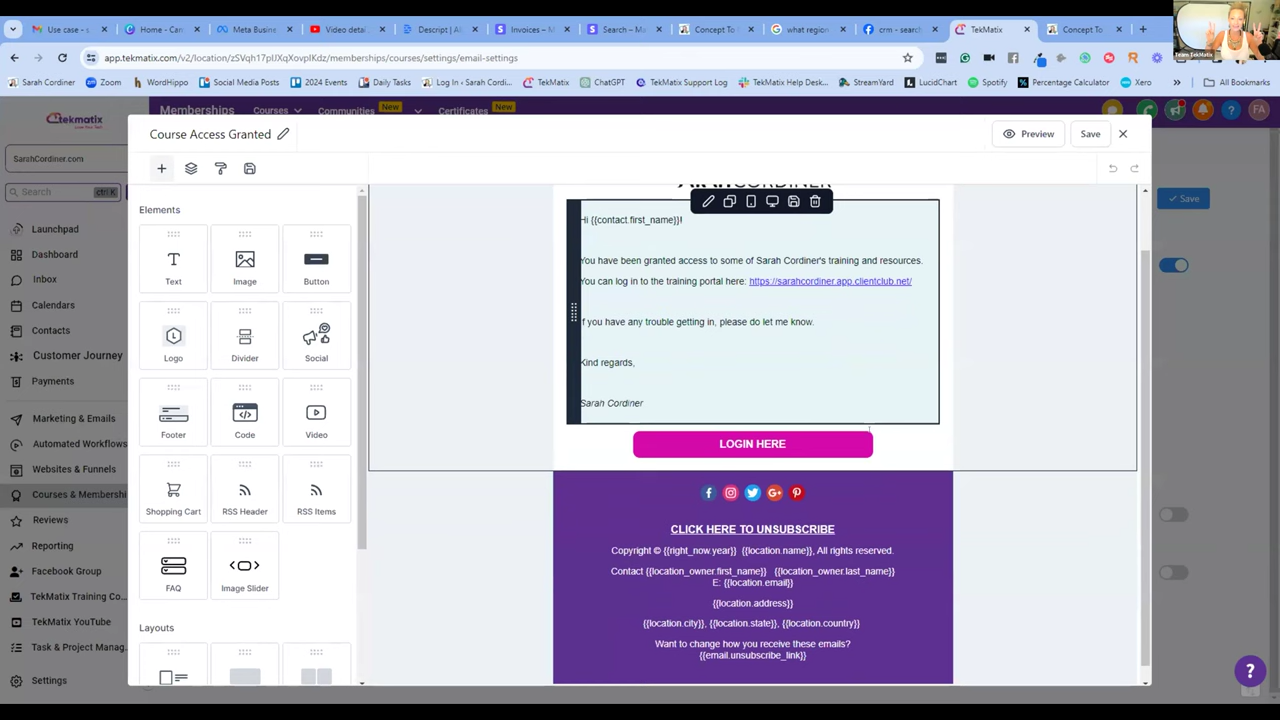 Use case - s
Home - Can
Meta Busine
Video detail
Descript | A
Invoices – M
Search – M
Concept To
what region
crm - searc
TekMatix
Concept To
app.tekmatix.com/v2/location/zSVqh17pUXqXovpIKdz/memberships/courses/settings/email-settings
Sarah Cordiner
Zoom
WordHippo
Social Media Posts
2024 Events
Daily Tasks
Log In ‹ Sarah Cordi...
TekMatix
ChatGPT
TekMatix Support Log
TekMatix Help Desk...
StreamYard
LucidChart
Spotify
Percentage Calculator
Xero
»
All Bookmarks
Team TekMatix
tekmatix
Memberships
Courses
Communities
New
Certificates
New
FA
SarahCordiner.com
Search
ctrl K
Launchpad
Dashboard
Inbox
Calendars
Contacts
Customer Journey
Payments
Marketing & Emails
Automated Workflows
Websites & Funnels
Courses & Membershi
Reviews
Reporting
Facebook Group
TekMatix Training Co...
TekMatix YouTube
Task & Project Manag
Settings
Course Access Granted
Preview
Save
Save
Elements
Text
Image
Button
Logo
Divider
Social
Footer
Code
Video
Shopping Cart
RSS Header
RSS Items
FAQ
Image Slider
Layouts
SARAHCORDINER
Hi {{contact.first_name}}!
You have been granted access to some of Sarah Cordiner's training and resources.
You can log in to the training portal here: https://sarahcordiner.app.clientclub.net/
If you have any trouble getting in, please do let me know.
Kind regards,
Sarah Cordiner
LOGIN HERE
CLICK HERE TO UNSUBSCRIBE
Copyright © {{right_now.year}} {{location.name}}, All rights reserved.
Contact {{location_owner.first_name}} {{location_owner.last_name}}
E: {{location.email}}
{{location.address}}
{{location.city}}, {{location.state}}, {{location.country}}
Want to change how you receive these emails?
{{email.unsubscribe_link}}
?